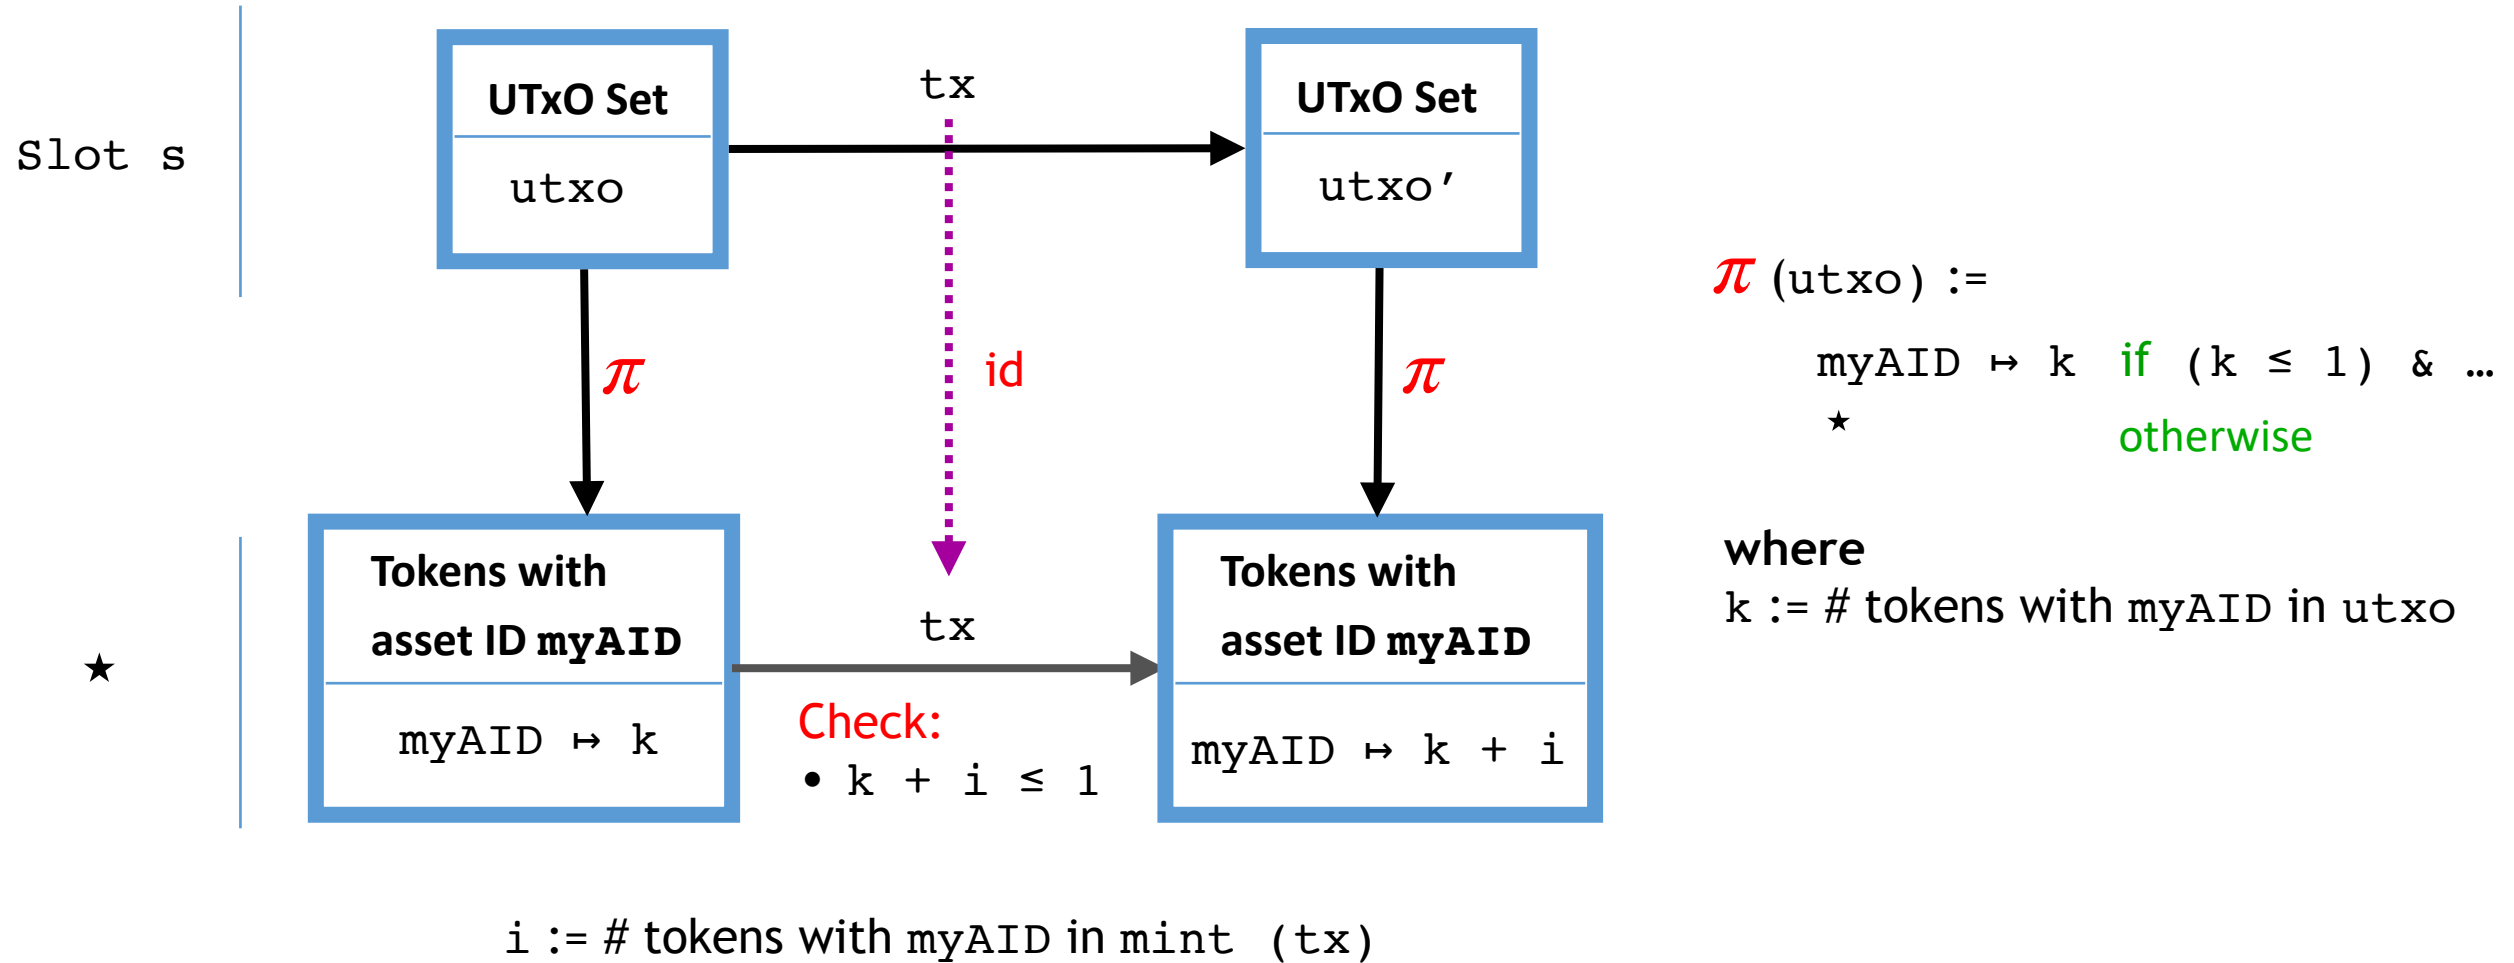 Slot s
UTxO Set
utxo
tx
UTxO Set
utxo’
π
id
π
π (utxo) :=
myAID ↦ k if (k ≤ 1) & …
★ otherwise
where
k := # tokens with myAID in utxo
★
Tokens with
asset ID myAID
myAID ↦ k
tx
Check:
• k + i ≤ 1
Tokens with
asset ID myAID
myAID ↦ k + i
i := # tokens with myAID in mint (tx)